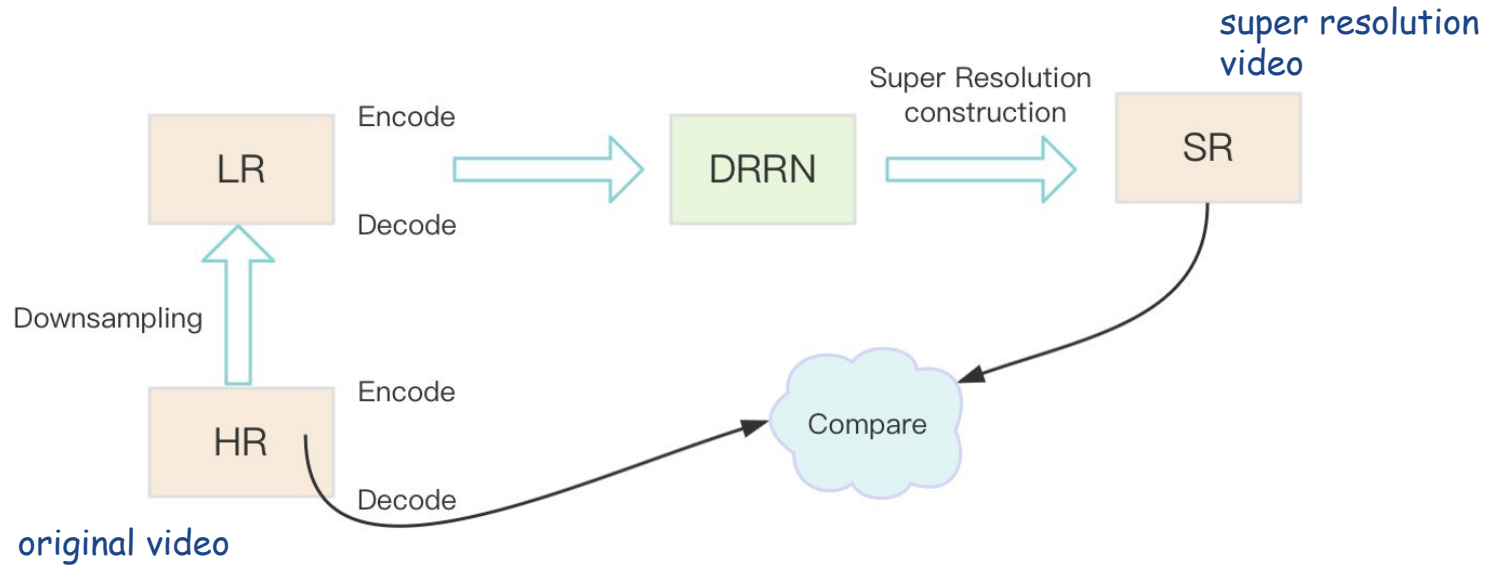 super resolution
video
Super Resolution
construction
Encode
LR
DRRN
SR
Decode
Downsampling
Encode
HR
Compare
Decode
original video